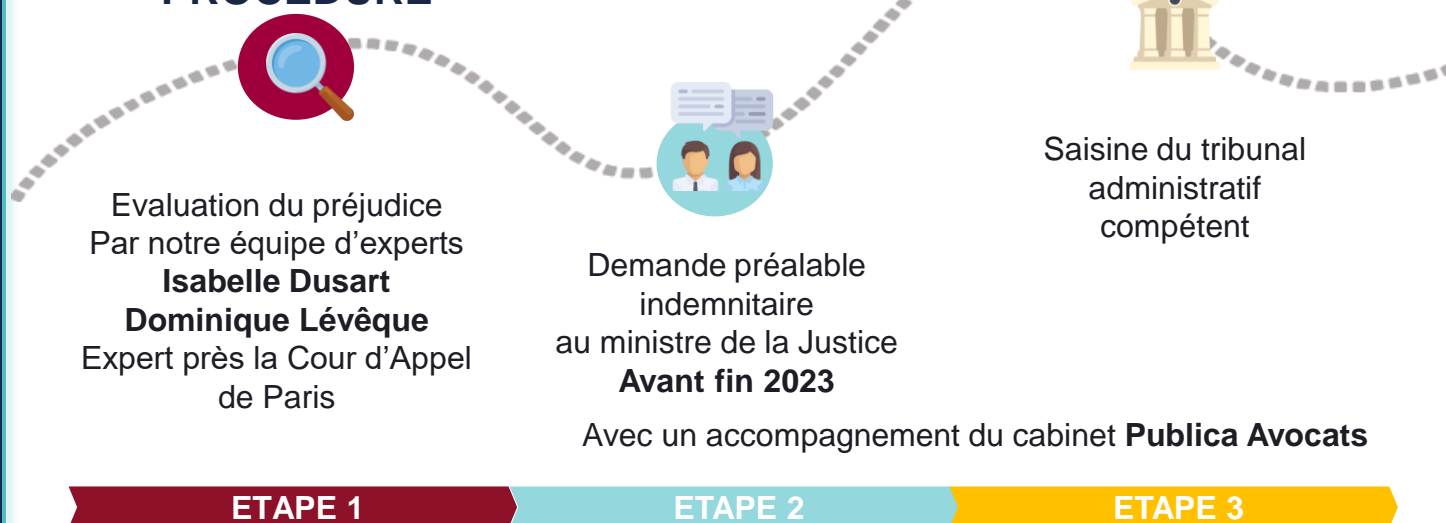 PROCEDURE
Evaluation du préjudice
Par notre équipe d'experts
Isabelle Dusart
Dominique Lévêque
Expert près la Cour d'Appel
de Paris
Demande préalable
indemnitaire
au ministre de la Justice
Avant fin 2023
Saisine du tribunal
administratif
compétent
Avec un accompagnement du cabinet Publica Avocats
ETAPE 1
ETAPE 2
ETAPE 3